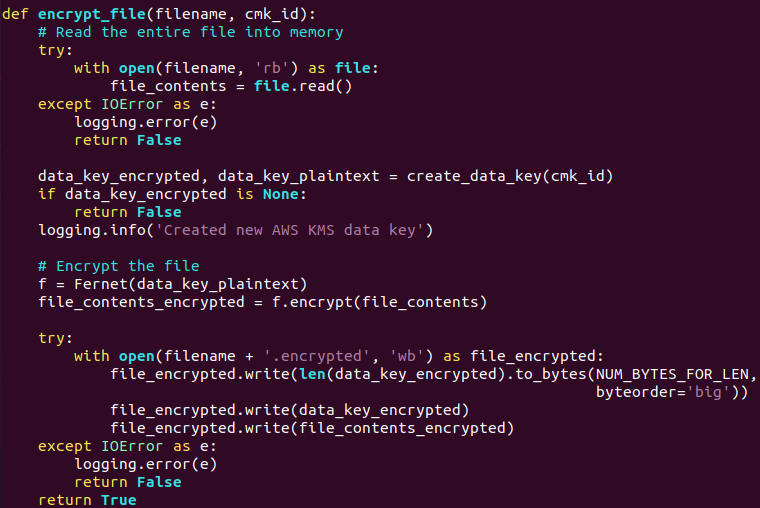 def encrypt_file(filename, cmk_id):
    # Read the entire file into memory
    try:
        with open(filename, 'rb') as file:
            file_contents = file.read()
    except IOError as e:
        logging.error(e)
        return False

    data_key_encrypted, data_key_plaintext = create_data_key(cmk_id)
    if data_key_encrypted is None:
        return False
    logging.info('Created new AWS KMS data key')

    # Encrypt the file
    f = Fernet(data_key_plaintext)
    file_contents_encrypted = f.encrypt(file_contents)

    try:
        with open(filename + '.encrypted', 'wb') as file_encrypted:
            file_encrypted.write(len(data_key_encrypted).to_bytes(NUM_BYTES_FOR_LEN,
                                                                  byteorder='big'))
            file_encrypted.write(data_key_encrypted)
            file_encrypted.write(file_contents_encrypted)
    except IOError as e:
        logging.error(e)
        return False
    return True